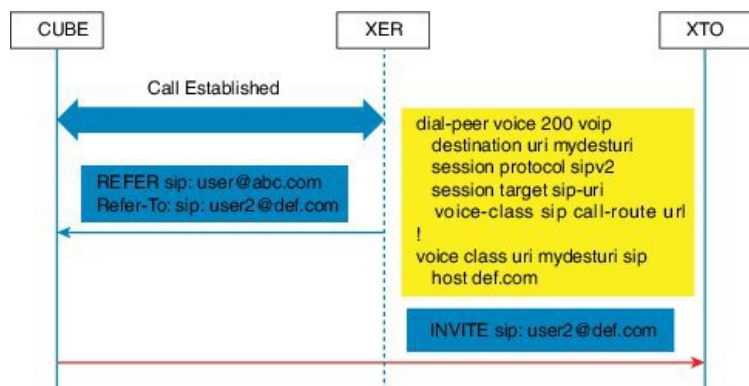 CUBE
XER
XTO
Call Established
REFER sip: user@abc.com
Refer-To: sip: user2@def.com
dial-peer voice 200 voip
destination uri mydesturi
session protocol sipv2
session target sip-uri
voice-class sip call-route url
!
voice class uri mydesturi sip
host def.com
INVITE sip: user2@def.com